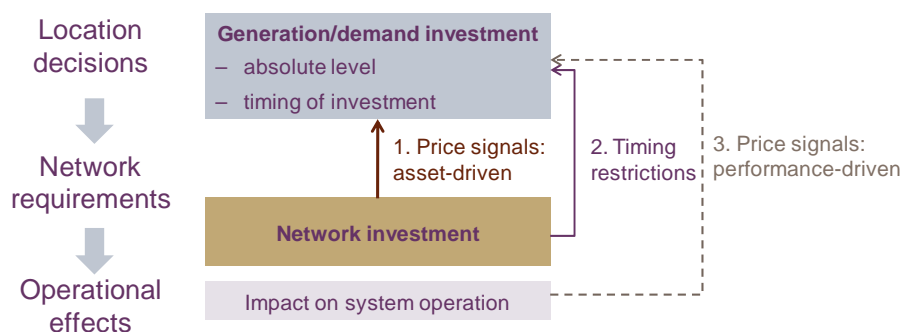 Location
decisions
Generation/demand investment
– absolute level
– timing of investment
1. Price signals:
asset-driven
2. Timing
restrictions
3. Price signals:
performance-driven
Network
requirements
Network investment
Operational
effects
Impact on system operation